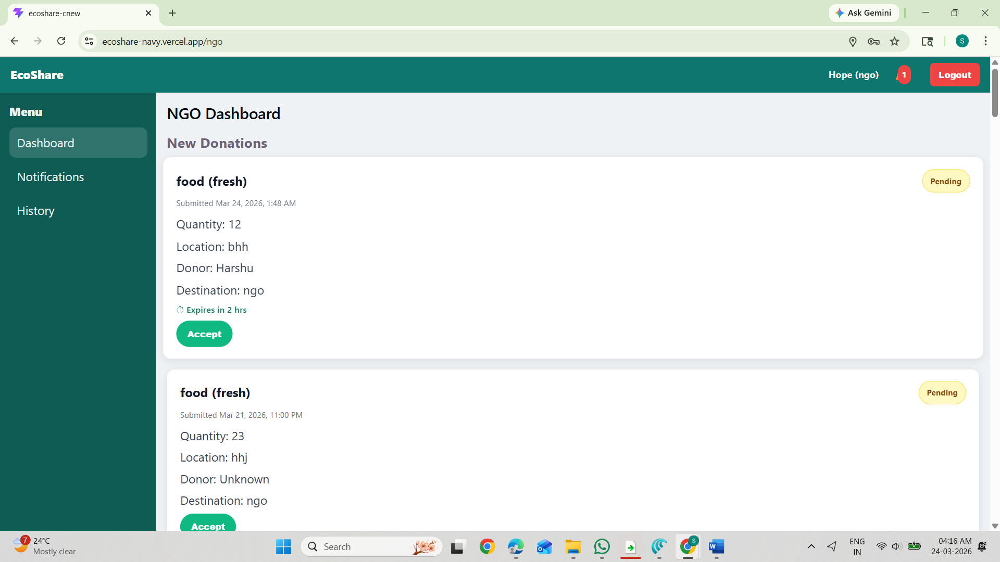 ecoshare-cnew
Ask Gemini
ecoshare-navy.vercel.app/ngo
S
EcoShare
Hope (ngo)
1
Logout
Menu
Dashboard
Notifications
History
NGO Dashboard
New Donations
food (fresh)
Pending
Submitted Mar 24, 2026, 1:48 AM
Quantity: 12
Location: bhh
Donor: Harshu
Destination: ngo
Expires in 2 hrs
Accept
food (fresh)
Pending
Submitted Mar 21, 2026, 11:00 PM
Quantity: 23
Location: hhj
Donor: Unknown
Destination: ngo
Accept
7
24°C
Mostly clear
Search
S
W
ENG
IN
04:16 AM
24-03-2026